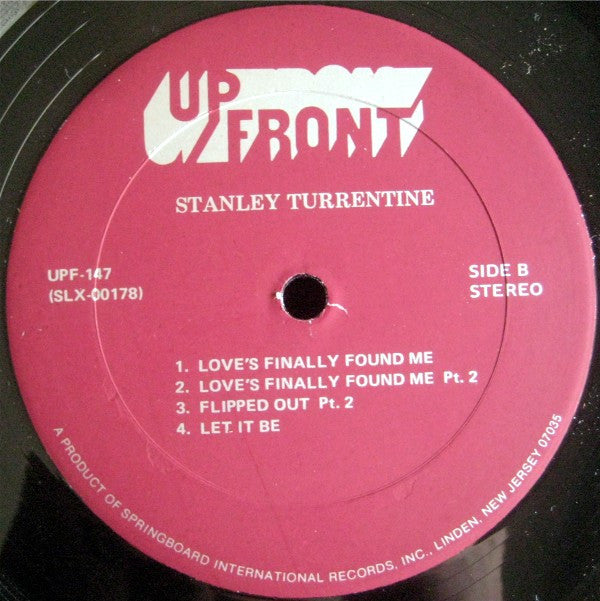 UP FRONT
STANLEY TURRENTINE
UPF-147
(SLX-00178)
SIDE B
STEREO
1. LOVE'S FINALLY FOUND ME
2. LOVE'S FINALLY FOUND ME Pt. 2
3. FLIPPED OUT Pt. 2
4. LET IT BE
A PRODUCT OF SPRINGBOARD INTERNATIONAL RECORDS, INC., LINDEN, NEW JERSEY 07035